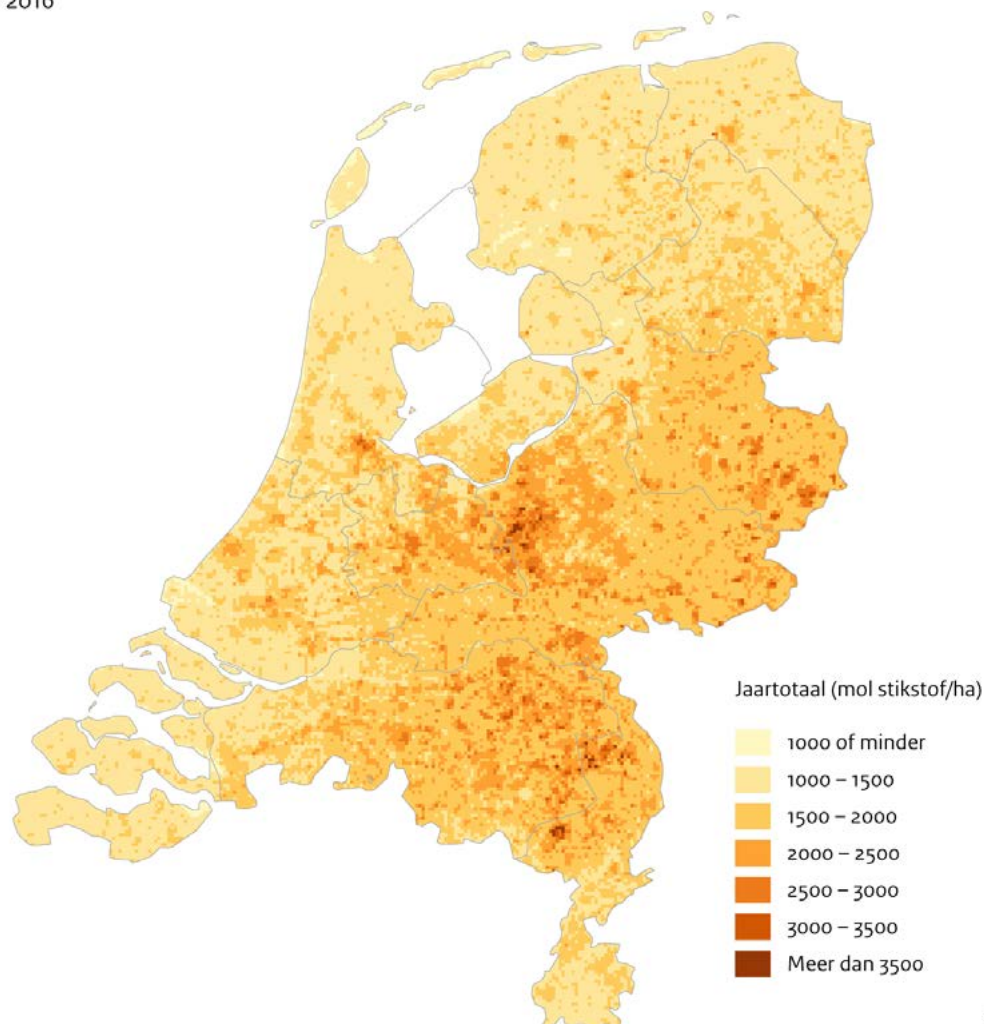 2016
Jaartotaal (mol stikstof/ha)
1000 of minder
1000 – 1500
1500 – 2000
2000 – 2500
2500 – 3000
3000 – 3500
Meer dan 3500